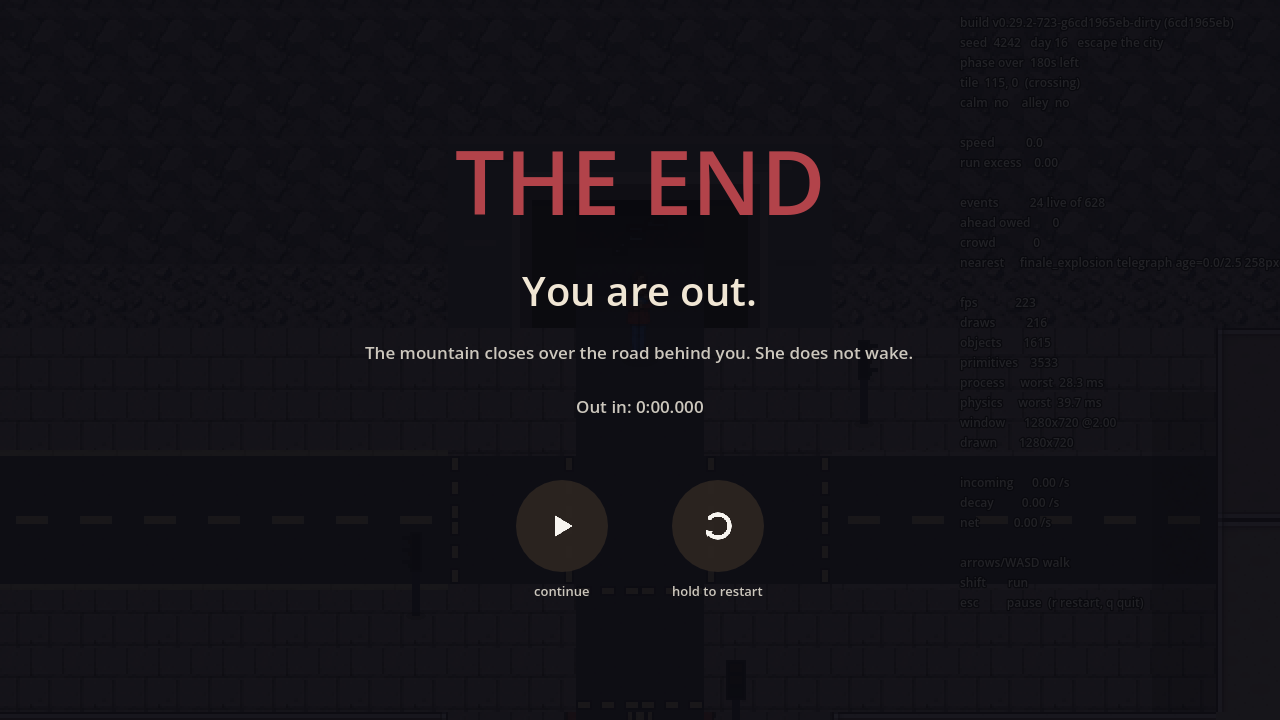 build v0.29.2-723-g6cd1965eb-dirty (6cd1965eb)
seed 4242 day 16 escape the city
phase over 180s left
tile 115, 0 (crossing)
calm no alley no
speed 0.0
run excess 0.00
THE END
events 24 live of 628
ahead owed 0
crowd 0
nearest finale_explosion telegraph age=0.0/2.5 258px
You are out.
fps 223
draws 216
objects 1615
The mountain closes over the road behind you. She does not wake.
primitives 3533
process worst 28.3 ms
physics worst 39.7 ms
Out in: 0:00.000
window 1280x720 @2.00
drawn 1280x720
incoming 0.00 /s
decay 0.00 /s
net 0.00 /s
arrows/WASD walk
shift run
continue
hold to restart
esc pause (r restart, q quit)